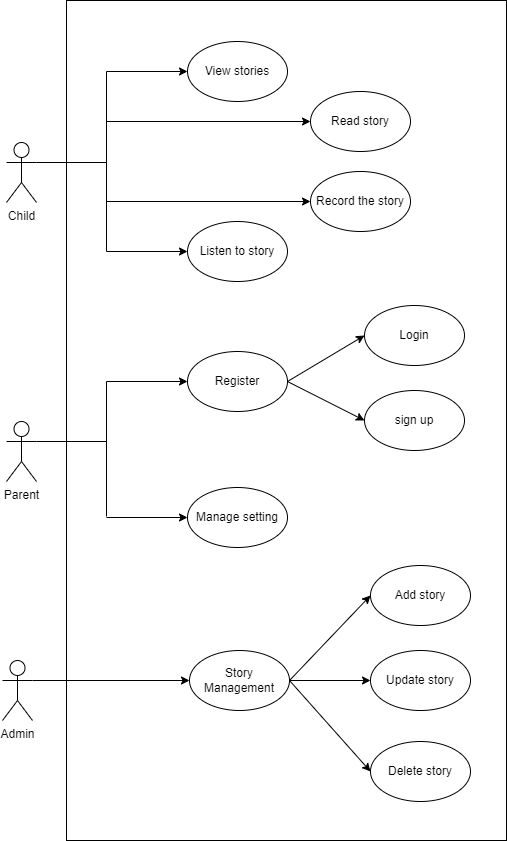 View stories
Read story
Child
Record the story
Listen to story
Login
Register
sign up
Parent
Manage setting
Add story
Story
Management
Update story
Admin
Delete story